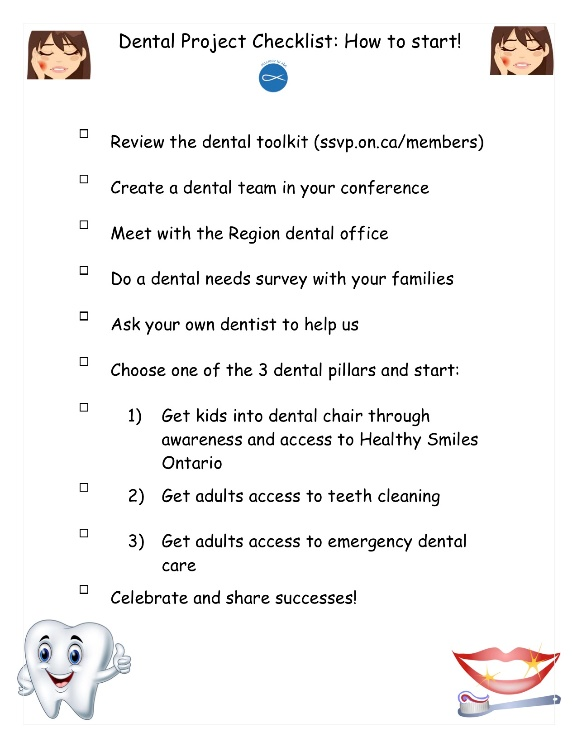 Dental Project Checklist: How to start!
Review the dental toolkit (ssvp.on.ca/members)
Create a dental team in your conference
Meet with the Region dental office
Do a dental needs survey with your families
Ask your own dentist to help us
Choose one of the 3 dental pillars and start:
1) Get kids into dental chair through
awareness and access to Healthy Smiles
Ontario
2) Get adults access to teeth cleaning
3) Get adults access to emergency dental
care
Celebrate and share successes!